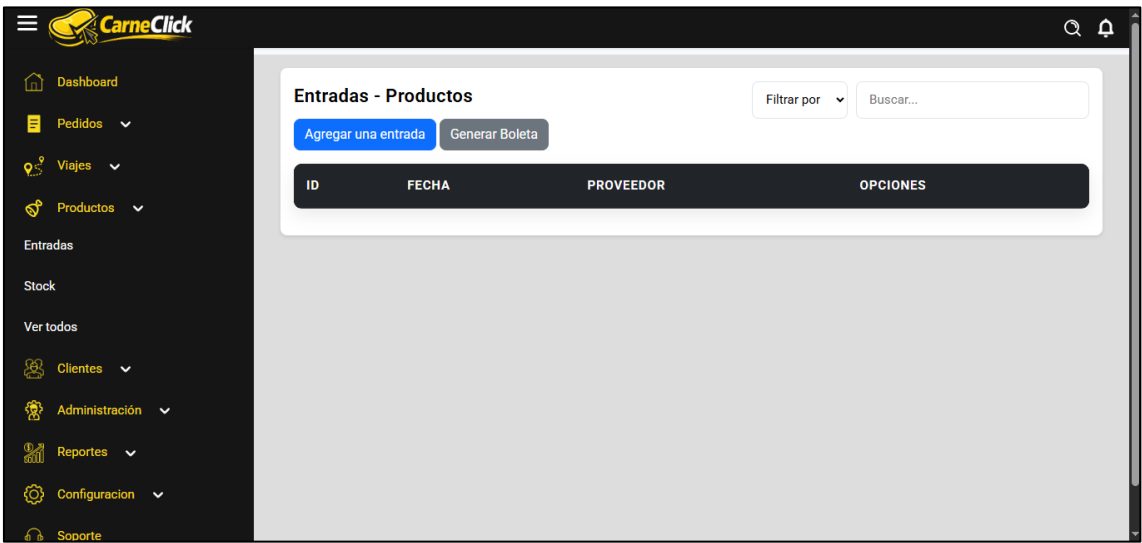 CarneClick
Dashboard
Pedidos
Viajes
Productos
Entradas
Stock
Ver todos
Clientes
Administración
Reportes
Configuracion
Soporte
Entradas - Productos
Filtrar por
Buscar...
Agregar una entrada
Generar Boleta
ID FECHA PROVEEDOR OPCIONES